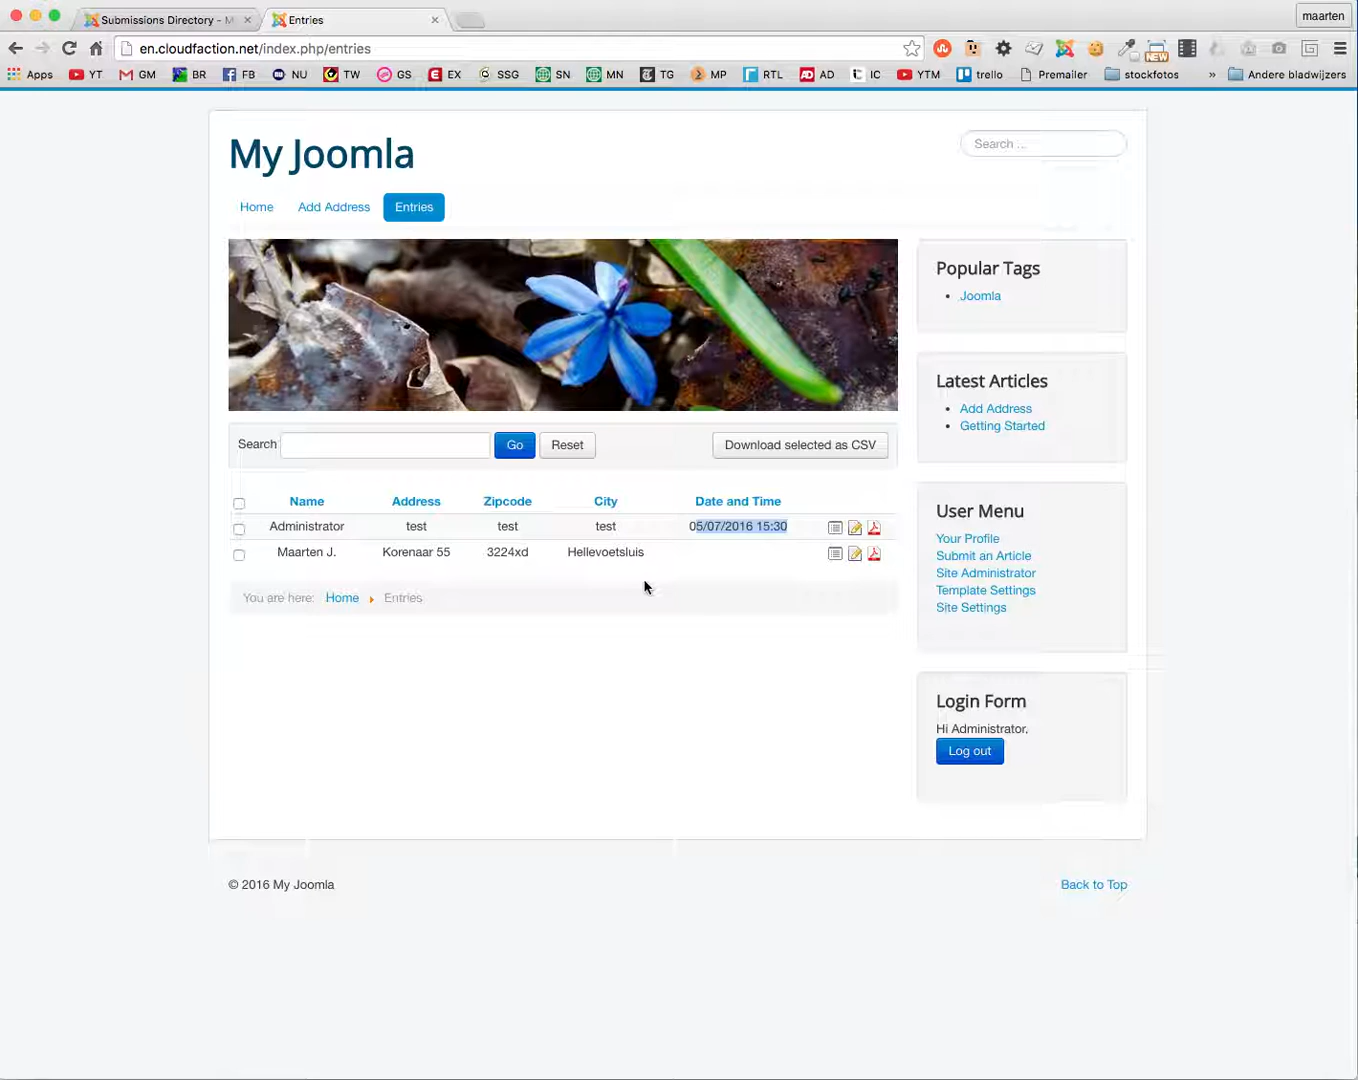 Submissions Directory - M
Entries
maarten
en.cloudfaction.net/index.php/entries
Apps YT GM BR FB NU TW GS EX SSG SN MN TG MP RTL AD IC YTM trello Premailer stockfotos » Andere bladwijzers
NEW
My Joomla
Search ...
Home Add Address Entries
Popular Tags
Joomla
Latest Articles
Add Address
Getting Started
Search Go Reset Download selected as CSV
Name Address Zipcode City Date and Time
Administrator test test test 05/07/2016 15:30
Maarten J. Korenaar 55 3224xd Hellevoetsluis
You are here: Home Entries
User Menu
Your Profile
Submit an Article
Site Administrator
Template Settings
Site Settings
Login Form
Hi Administrator,
Log out
© 2016 My Joomla
Back to Top